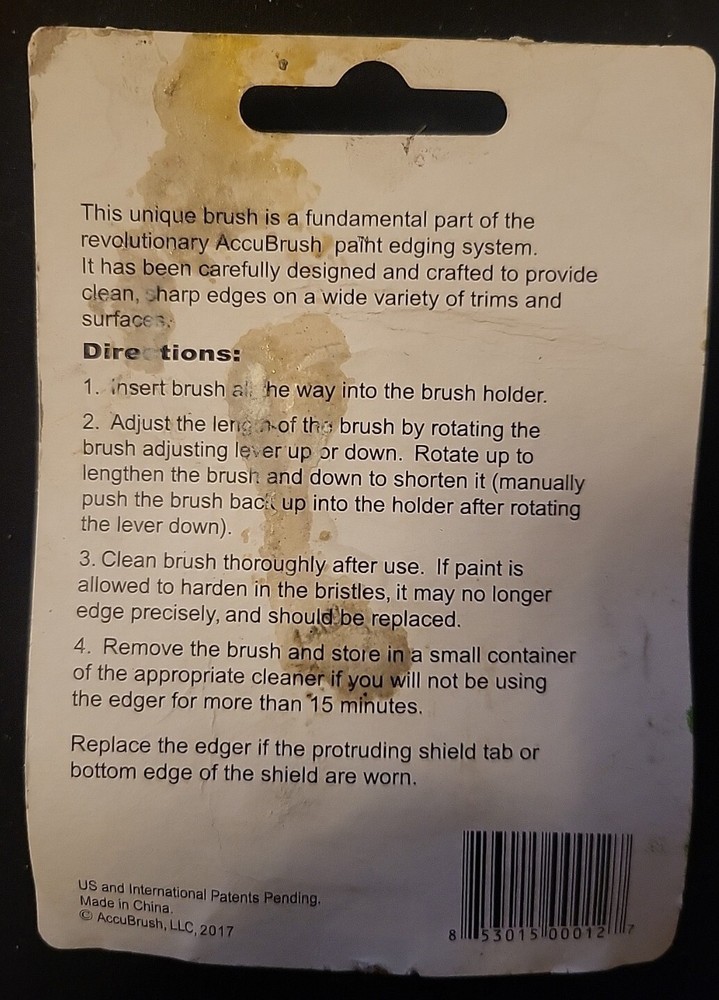 This unique brush is a fundamental part of the
revolutionary AccuBrush paint edging system.
It has been carefully designed and crafted to provide
clean, sharp edges on a wide variety of trims and
surfaces.
Directions:
1. Insert brush all the way into the brush holder.
2. Adjust the length of the brush by rotating the
brush adjusting lever up or down. Rotate up to
lengthen the brush and down to shorten it (manually
push the brush back up into the holder after rotating
the lever down).
3. Clean brush thoroughly after use. If paint is
allowed to harden in the bristles, it may no longer
edge precisely, and should be replaced.
4. Remove the brush and store in a small container
of the appropriate cleaner if you will not be using
the edger for more than 15 minutes.
Replace the edger if the protruding shield tab or
bottom edge of the shield are worn.
US and International Patents Pending.
Made in China.
© AccuBrush, LLC, 2017
8 53015 00012 7